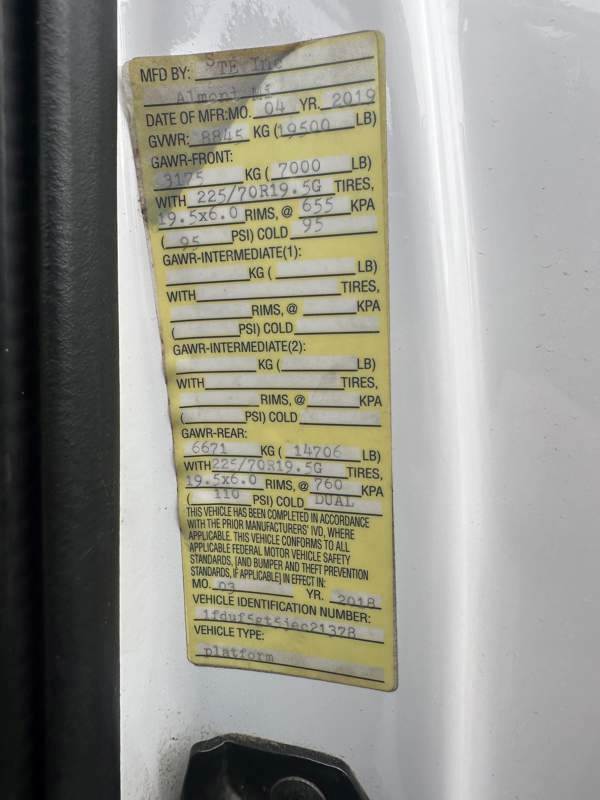 MFD BY: STE Inc
Almont Mi
DATE OF MFR:MO. 04 YR. 2019
GVWR: 8845 KG (19500 LB)
GAWR-FRONT:
3175 KG ( 7000 LB)
WITH 225/70R19.5G TIRES,
19.5x6.0 RIMS, @ 655 KPA
( 95 PSI) COLD 95
GAWR-INTERMEDIATE(1):
KG ( LB)
WITH TIRES,
RIMS, @ KPA
( PSI) COLD
GAWR-INTERMEDIATE(2):
KG ( LB)
WITH TIRES,
RIMS, @ KPA
( PSI) COLD
GAWR-REAR:
6671 KG ( 14706 LB)
WITH 225/70R19.5G TIRES,
19.5x6.0 RIMS, @ 760 KPA
( 110 PSI) COLD DUAL
THIS VEHICLE HAS BEEN COMPLETED IN ACCORDANCE
WITH THE PRIOR MANUFACTURERS' IVD, WHERE
APPLICABLE. THIS VEHICLE CONFORMS TO ALL
APPLICABLE FEDERAL MOTOR VEHICLE SAFETY
STANDARDS, [AND BUMPER AND THEFT PREVENTION
STANDARDS, IF APPLICABLE] IN EFFECT IN:
MO. 03 YR. 2018
VEHICLE IDENTIFICATION NUMBER:
VEHICLE TYPE:
platform